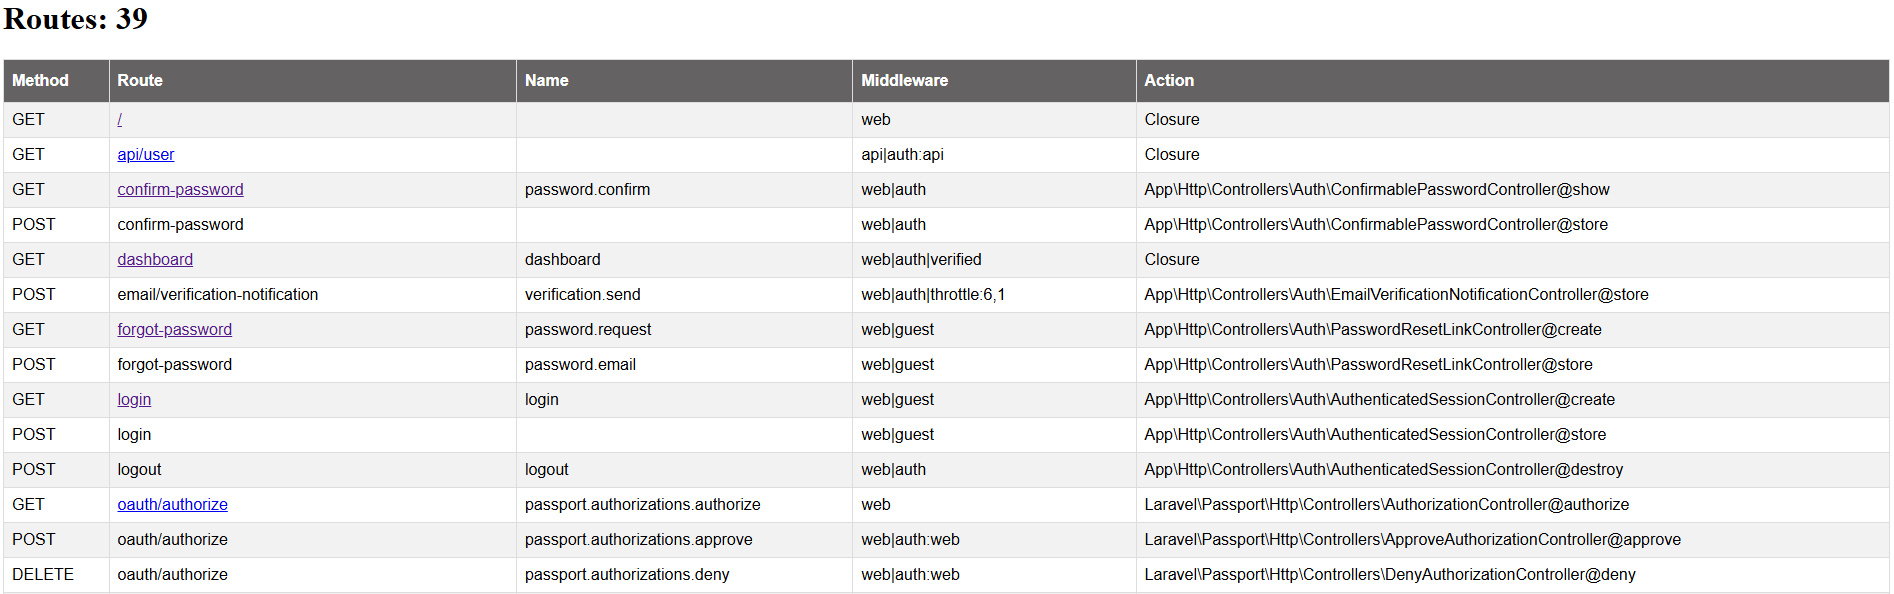 Routes: 39
Method Route Name Middleware Action
GET / web Closure
GET api/user api|auth:api Closure
GET confirm-password password.confirm web|auth App\Http\Controllers\Auth\ConfirmablePasswordController@show
POST confirm-password web|auth App\Http\Controllers\Auth\ConfirmablePasswordController@store
GET dashboard dashboard web|auth|verified Closure
POST email/verification-notification verification.send web|auth|throttle:6,1 App\Http\Controllers\Auth\EmailVerificationNotificationController@store
GET forgot-password password.request web|guest App\Http\Controllers\Auth\PasswordResetLinkController@create
POST forgot-password password.email web|guest App\Http\Controllers\Auth\PasswordResetLinkController@store
GET login login web|guest App\Http\Controllers\Auth\AuthenticatedSessionController@create
POST login web|guest App\Http\Controllers\Auth\AuthenticatedSessionController@store
POST logout logout web|auth App\Http\Controllers\Auth\AuthenticatedSessionController@destroy
GET oauth/authorize passport.authorizations.authorize web Laravel\Passport\Http\Controllers\AuthorizationController@authorize
POST oauth/authorize passport.authorizations.approve web|auth:web Laravel\Passport\Http\Controllers\ApproveAuthorizationController@approve
DELETE oauth/authorize passport.authorizations.deny web|auth:web Laravel\Passport\Http\Controllers\DenyAuthorizationController@deny